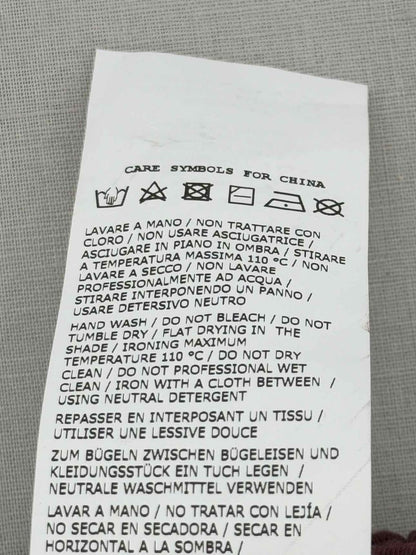 CARE SYMBOLS FOR CHINA
LAVARE A MANO / NON TRATTARE CON
CLORO / NON USARE ASCIUGATRICE /
ASCIUGARE IN PIANO IN OMBRA / STIRARE
A TEMPERATURA MASSIMA 110 °C / NON
LAVARE A SECCO / NON LAVARE
PROFESSIONALMENTE AD ACQUA /
STIRARE INTERPONENDO UN PANNO /
USARE DETERSIVO NEUTRO
HAND WASH / DO NOT BLEACH / DO NOT
TUMBLE DRY / FLAT DRYING IN THE
SHADE / IRONING MAXIMUM
TEMPERATURE 110 °C / DO NOT DRY
CLEAN / DO NOT PROFESSIONAL WET
CLEAN / IRON WITH A CLOTH BETWEEN /
USING NEUTRAL DETERGENT
REPASSER EN INTERPOSANT UN TISSU /
UTILISER UNE LESSIVE DOUCE
ZUM BÜGELN ZWISCHEN BÜGELEISEN UND
KLEIDUNGSSTÜCK EIN TUCH LEGEN /
NEUTRALE WASCHMITTEL VERWENDEN
LAVAR A MANO / NO TRATAR CON LEJÍA /
NO SECAR EN SECADORA / SECAR EN
HORIZONTAL A LA SOMBRA /